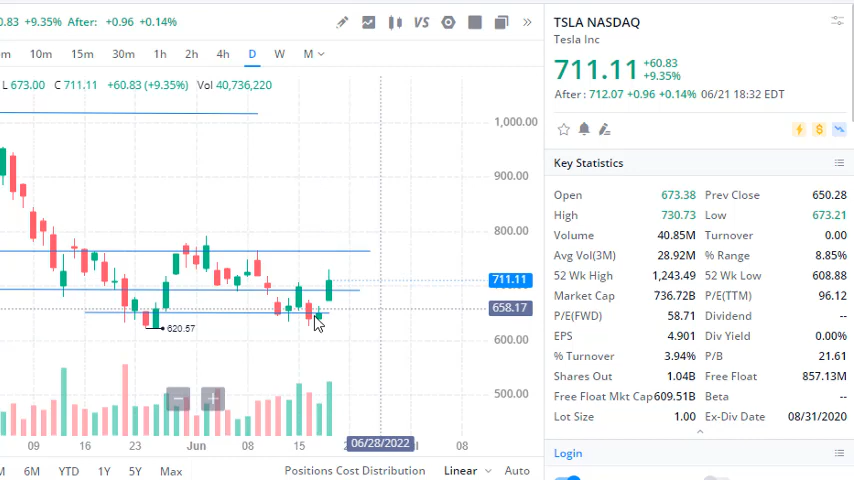 0.83 +9.35% After: +0.96 +0.14% VS »
m 10m 15m 30m 1h 2h 4h D W M
L 673.00 C 711.11 +60.83 (+9.35%) Vol 40,736,220
1,000.00
900.00
800.00
711.11
658.17
600.00
500.00
620.57
09 16 23 Jun 08 15 06/28/2022 08
M 6M YTD 1Y 5Y Max Positions Cost Distribution Linear Auto
TSLA NASDAQ
Tesla Inc
711.11 +60.83
+9.35%
After : 712.07 +0.96 +0.14% 06/21 18:32 EDT
Key Statistics
Open 673.38 Prev Close 650.28
High 730.73 Low 673.21
Volume 40.85M Turnover 0.00
Avg Vol(3M) 28.92M % Range 8.85%
52 Wk High 1,243.49 52 Wk Low 608.88
Market Cap 736.72B P/E(TTM) 96.12
P/E(FWD) 58.71 Dividend --
EPS 4.901 Div Yield 0.00%
% Turnover 3.94% P/B 21.61
Shares Out 1.04B Free Float 857.13M
Free Float Mkt Cap 609.51B Beta --
Lot Size 1.00 Ex-Div Date 08/31/2020
Login